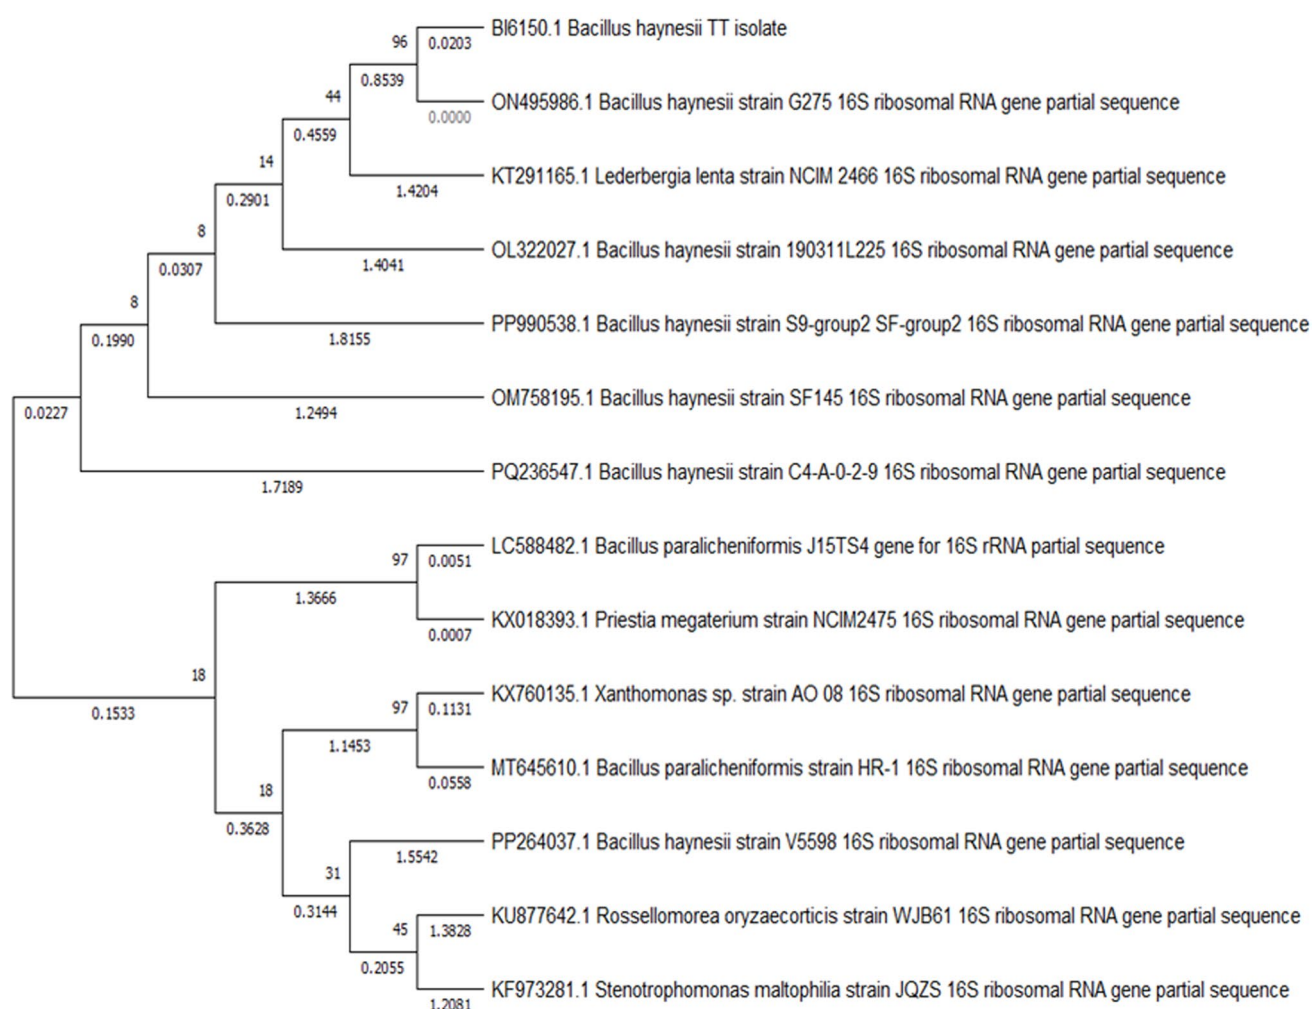 BI6150.1 Bacillus haynesii TT isolate
96
0.0203
0.8539
ON495986.1 Bacillus haynesii strain G275 16S ribosomal RNA gene partial sequence
44
0.0000
0.4559
14
KT291165.1 Lederbergia lenta strain NCIM 2466 16S ribosomal RNA gene partial sequence
1.4204
0.2901
8
OL322027.1 Bacillus haynesii strain 190311L225 16S ribosomal RNA gene partial sequence
1.4041
0.0307
8
PP990538.1 Bacillus haynesii strain S9-group2 SF-group2 16S ribosomal RNA gene partial sequence
1.8155
0.1990
OM758195.1 Bacillus haynesii strain SF145 16S ribosomal RNA gene partial sequence
1.2494
0.0227
PQ236547.1 Bacillus haynesii strain C4-A-0-2-9 16S ribosomal RNA gene partial sequence
1.7189
LC588482.1 Bacillus paralicheniformis J15TS4 gene for 16S rRNA partial sequence
97
0.0051
1.3666
KX018393.1 Priestia megaterium strain NCIM2475 16S ribosomal RNA gene partial sequence
0.0007
18
KX760135.1 Xanthomonas sp. strain AO 08 16S ribosomal RNA gene partial sequence
97
0.1131
0.1533
1.1453
MT645610.1 Bacillus paralicheniformis strain HR-1 16S ribosomal RNA gene partial sequence
0.0558
18
0.3628
PP264037.1 Bacillus haynesii strain V5598 16S ribosomal RNA gene partial sequence
1.5542
31
0.3144
KU877642.1 Rossellomorea oryzaecorticis strain WJB61 16S ribosomal RNA gene partial sequence
45
1.3828
0.2055
KF973281.1 Stenotrophomonas maltophilia strain JQZS 16S ribosomal RNA gene partial sequence
1.2081